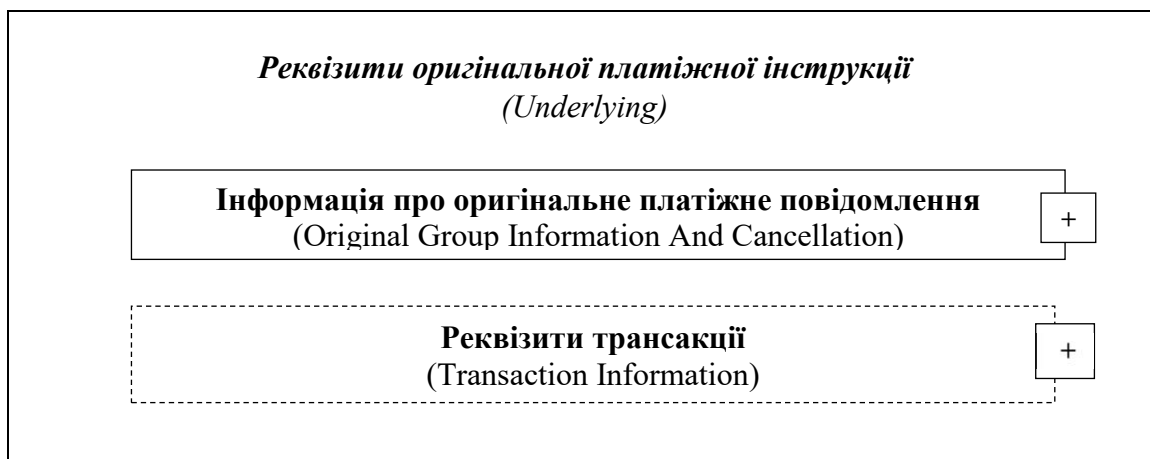 Реквізити оригінальної платіжної інструкції
(Underlying)
Інформація про оригінальне платіжне повідомлення
(Original Group Information And Cancellation)
+
Реквізити трансакції
(Transaction Information)
+